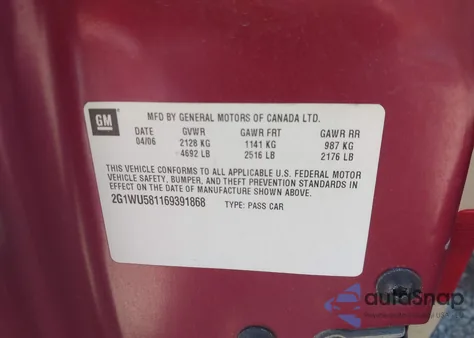 GM
MFD BY GENERAL MOTORS OF CANADA LTD.
DATE GVWR GAWR FRT GAWR RR
04/06 2128 KG 1141 KG 987 KG
4692 LB 2516 LB 2176 LB
THIS VEHICLE CONFORMS TO ALL APPLICABLE U.S. FEDERAL MOTOR
VEHICLE SAFETY, BUMPER, AND THEFT PREVENTION STANDARDS IN
EFFECT ON THE DATE OF MANUFACTURE SHOWN ABOVE.
2G1WU581169391868 TYPE: PASS CAR
autoSnap